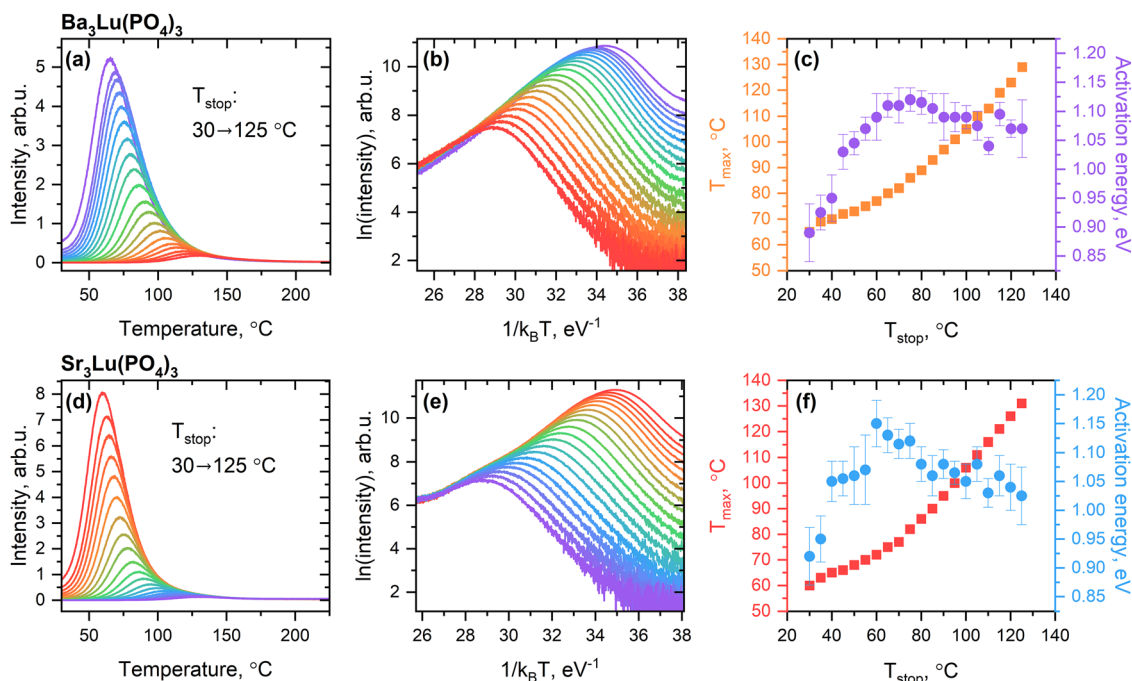 Ba3Lu(PO4)3
(a)
Tstop:
30→125 °C
5
4
3
2
1
0
50 100 150 200
Temperature, °C
Intensity, arb.u.
(b)
10
8
6
4
2
26 28 30 32 34 36 38
1/kBT, eV-1
ln(intensity), arb.u.
(c)
140
130
120
110
100
90
80
70
60
50
20 40 60 80 100 120 140
Tstop, °C
Tmax, °C
1.20
1.15
1.10
1.05
1.00
0.95
0.90
0.85
Activation energy, eV
Sr3Lu(PO4)3
(d)
Tstop:
30→125 °C
8
7
6
5
4
3
2
1
0
50 100 150 200
Temperature, °C
Intensity, arb.u.
(e)
10
8
6
4
2
26 29 32 35 38
1/kBT, eV-1
ln(intensity), arb.u.
(f)
140
130
120
110
100
90
80
70
60
50
20 40 60 80 100 120 140
Tstop, °C
Tmax, °C
1.20
1.15
1.10
1.05
1.00
0.95
0.90
0.85
Activation energy, eV